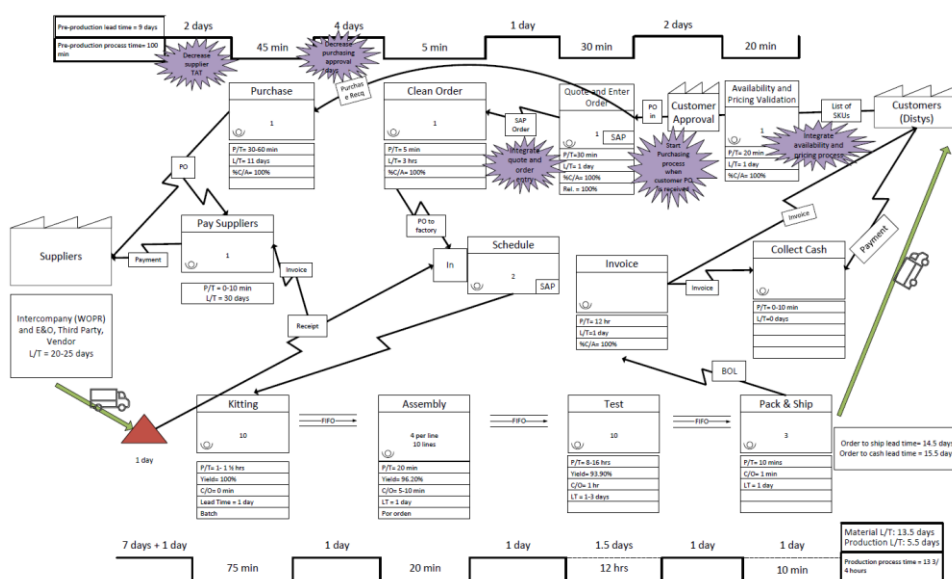 Pre-production lead time = 9 days
Pre-production process time= 100
min
2 days
45 min
4 days
5 min
1 day
30 min
2 days
20 min
Decrease
supplier
TAT
Decrease
purchasing
approval
days
Purchas
e Recq
Purchase
1
P/T= 30-60 min
L/T= 11 days
%C/A= 100%
Clean Order
1
P/T= 5 min
L/T= 3 hrs
%C/A= 100%
SAP
Order
Integrate
quote and
order
entry
Quote and Enter
Order
1
SAP
P/T=30 min
L/T= 1 day
%C/A= 100%
Rel. = 100%
PO
in
Customer
Approval
Start
Purchasing
process
when
customer PO
is received
Availability and
Pricing Validation
1
P/T= 20 min
L/T= 1 day
%C/A= 100%
Integrate
availability and
pricing process
List of
SKUs
Customers
(Distys)
PO
Pay Suppliers
1
P/T= 0-10 min
L/T= 30 days
Payment
Invoice
Receipt
Suppliers
Intercompany (WOPR)
and E&O, Third Party,
Vendor
L/T = 20-25 days
PO to
factory
In
Schedule
2
SAP
Invoice
P/T= 12 hr
L/T=1 day
%C/A= 100%
Invoice
Invoice
Collect Cash
P/T= 0-10 min
L/T=0 days
Payment
BOL
1 day
Kitting
10
P/T= 1- 1 ½ hrs
Yield= 100%
C/O= 0 min
Lead Time = 1 day
Batch
FIFO
Assembly
4 per line
10 lines
P/T= 20 min
Yield= 96.20%
C/O= 5-10 min
LT = 1 day
Por orden
FIFO
Test
10
P/T= 8-16 hrs
Yield= 93.90%
C/O= 1 hr
LT = 1-3 days
FIFO
Pack & Ship
3
P/T= 10 mins
C/O= 1 min
LT = 1 day
Order to ship lead time= 14.5 days
Order to cash lead time = 15.5 days
7 days + 1 day
75 min
1 day
20 min
1 day
1.5 days
12 hrs
1 day
1 day
10 min
Material L/T: 13.5 days
Production L/T: 5.5 days
Production process time = 13 3/
4 hours